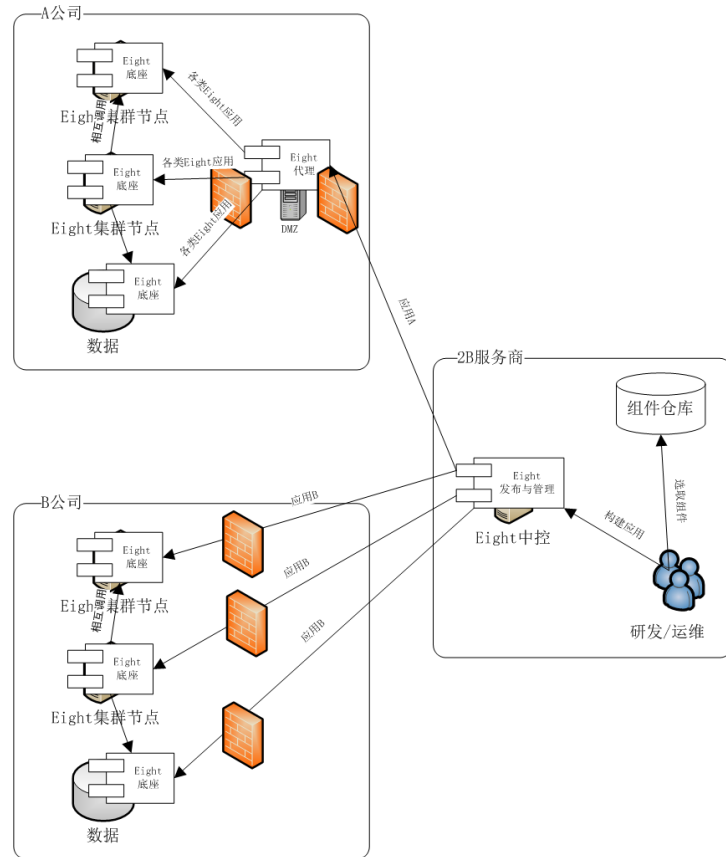 A公司
Eight
底座
Eight集群节点
各类Eight应用
相互调用
Eight
代理
各类Eight应用
Eight
底座
Eight集群节点
DMZ
各类Eight应用
Eight
底座
数据
应用A
2B服务商
组件仓库
选取组件
Eight
发布与管理
构建应用
Eight中控
研发/运维
B公司
应用B
Eight
底座
Eight集群节点
应用B
相互调用
应用B
Eight
底座
Eight集群节点
Eight
底座
数据